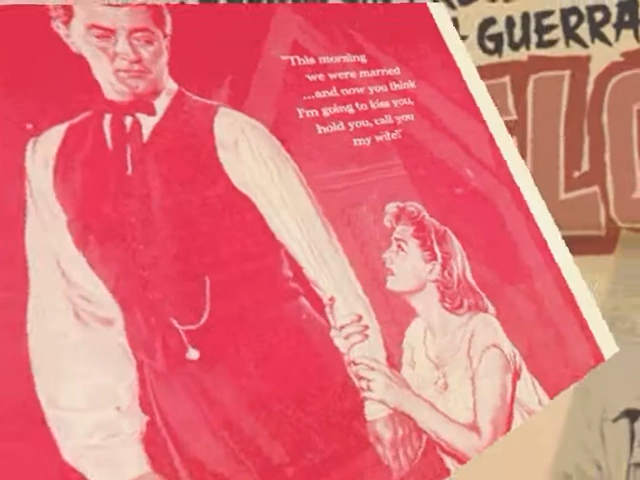 GUERRA
"This morning
we were married
...and now you think
I'm going to kiss you,
hold you, call you
my wife!"
LO